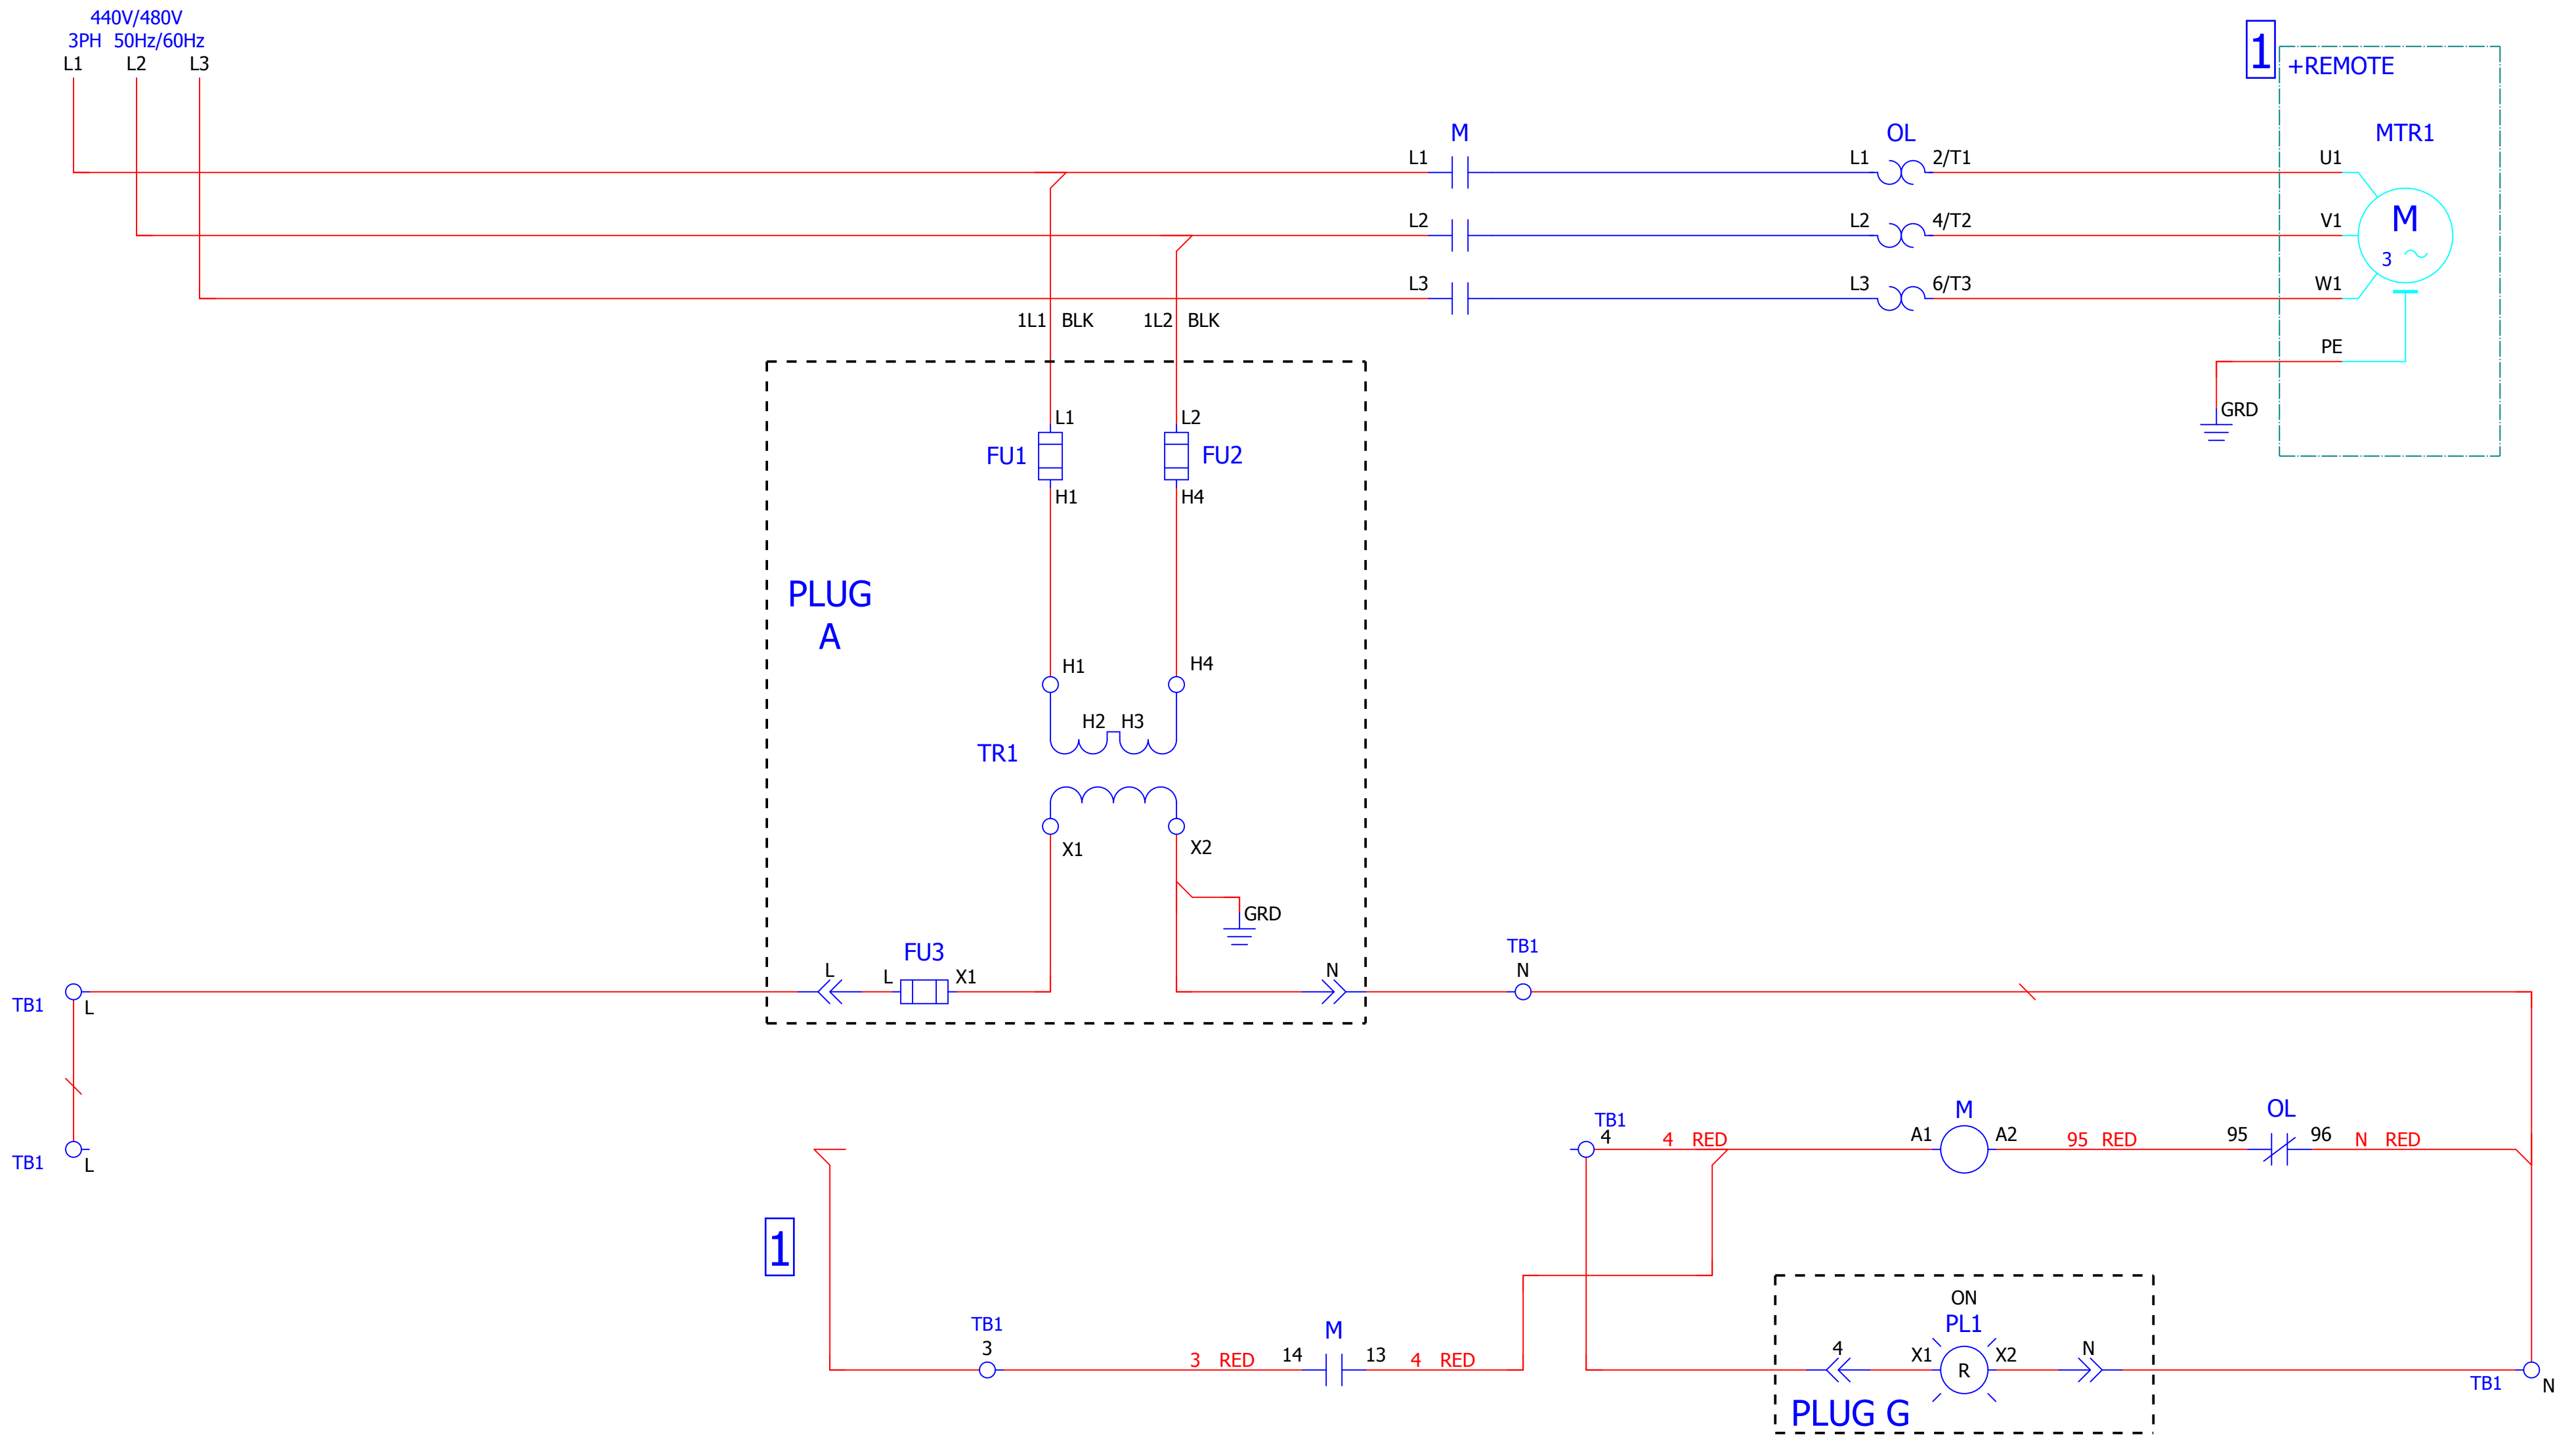 440V/480V
3PH 50Hz/60Hz
L1 L2 L3
1
+REMOTE
M OL MTR1
L1 L1 2/T1 U1
L2 L2 4/T2 V1
M
3
L3 L3 6/T3 W1
1L1 BLK 1L2 BLK
PE
GRD
L1 L2
FU1 FU2
H1 H4
PLUG
A
H1 H4
H2 H3
TR1
X1 X2
GRD
FU3
L L X1 N
TB1
N
TB1 L
TB1 L
TB1
4
4 RED
M
A1 A2
95 RED
OL
95 96
N RED
1
TB1
3
3 RED
M
14 13
4 RED
ON
PL1
4 X1 R X2 N
PLUG G
TB1 N